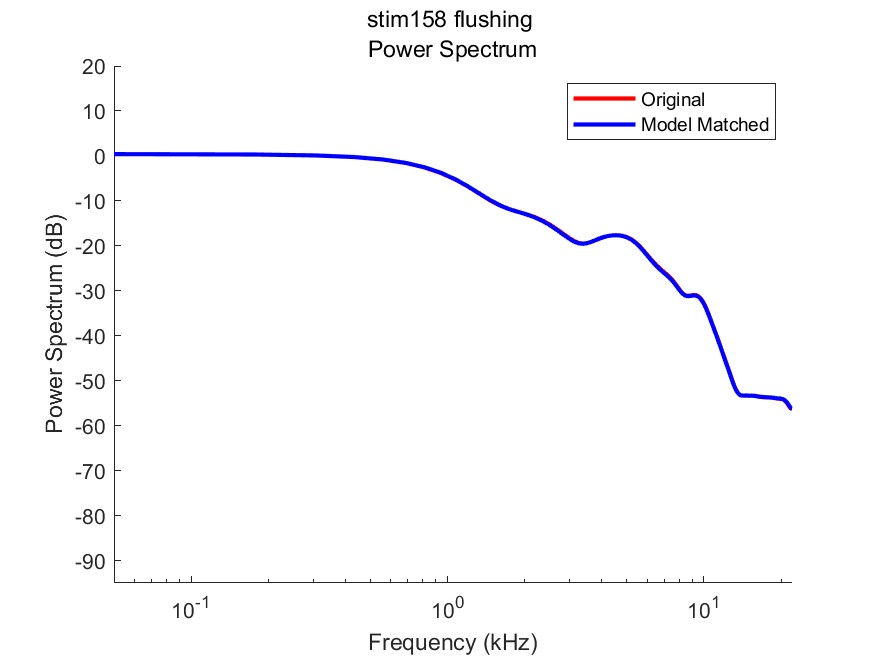 stim158 flushing
Power Spectrum
Original
Model Matched
Power Spectrum (dB)
20
10
0
-10
-20
-30
-40
-50
-60
-70
-80
-90
10^-1
10^0
10^1
Frequency (kHz)